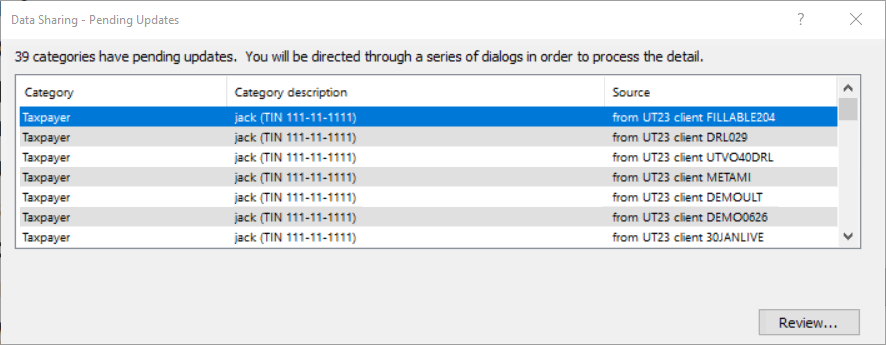 Data Sharing - Pending Updates ?
39 categories have pending updates.  You will be directed through a series of dialogs in order to process the detail.
Category Category description Source
Taxpayer jack (TIN 111-11-1111) from UT23 client FILLABLE204
Taxpayer jack (TIN 111-11-1111) from UT23 client DRL029
Taxpayer jack (TIN 111-11-1111) from UT23 client UTVO40DRL
Taxpayer jack (TIN 111-11-1111) from UT23 client METAMI
Taxpayer jack (TIN 111-11-1111) from UT23 client DEMOULT
Taxpayer jack (TIN 111-11-1111) from UT23 client DEMO0626
Taxpayer jack (TIN 111-11-1111) from UT23 client 30JANLIVE
Review...